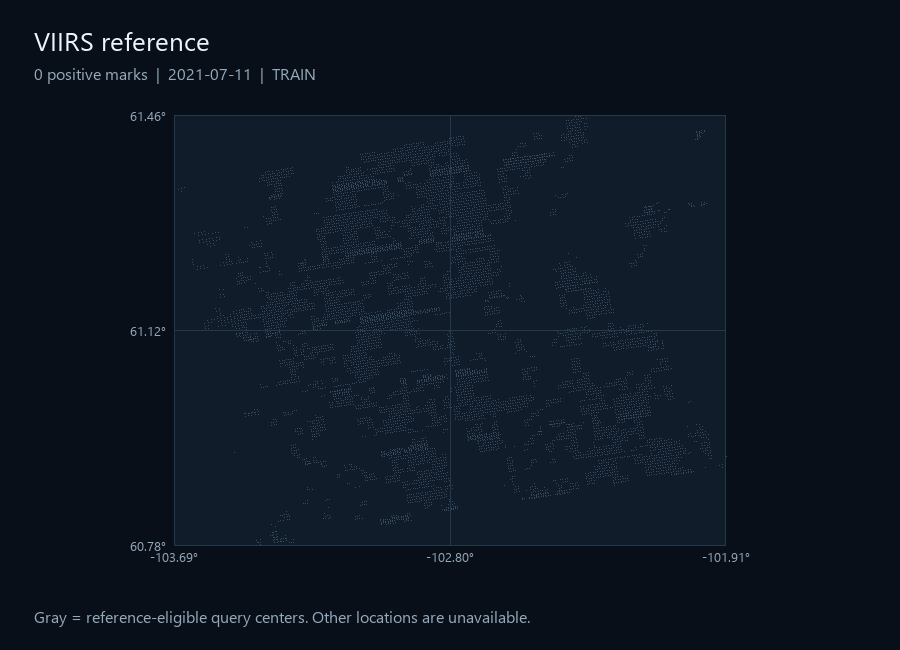 VIIRS reference
0 positive marks | 2021-07-11 | TRAIN
61.46°
61.12°
60.78°
-103.69°
-102.80°
-101.91°
Gray = reference-eligible query centers. Other locations are unavailable.